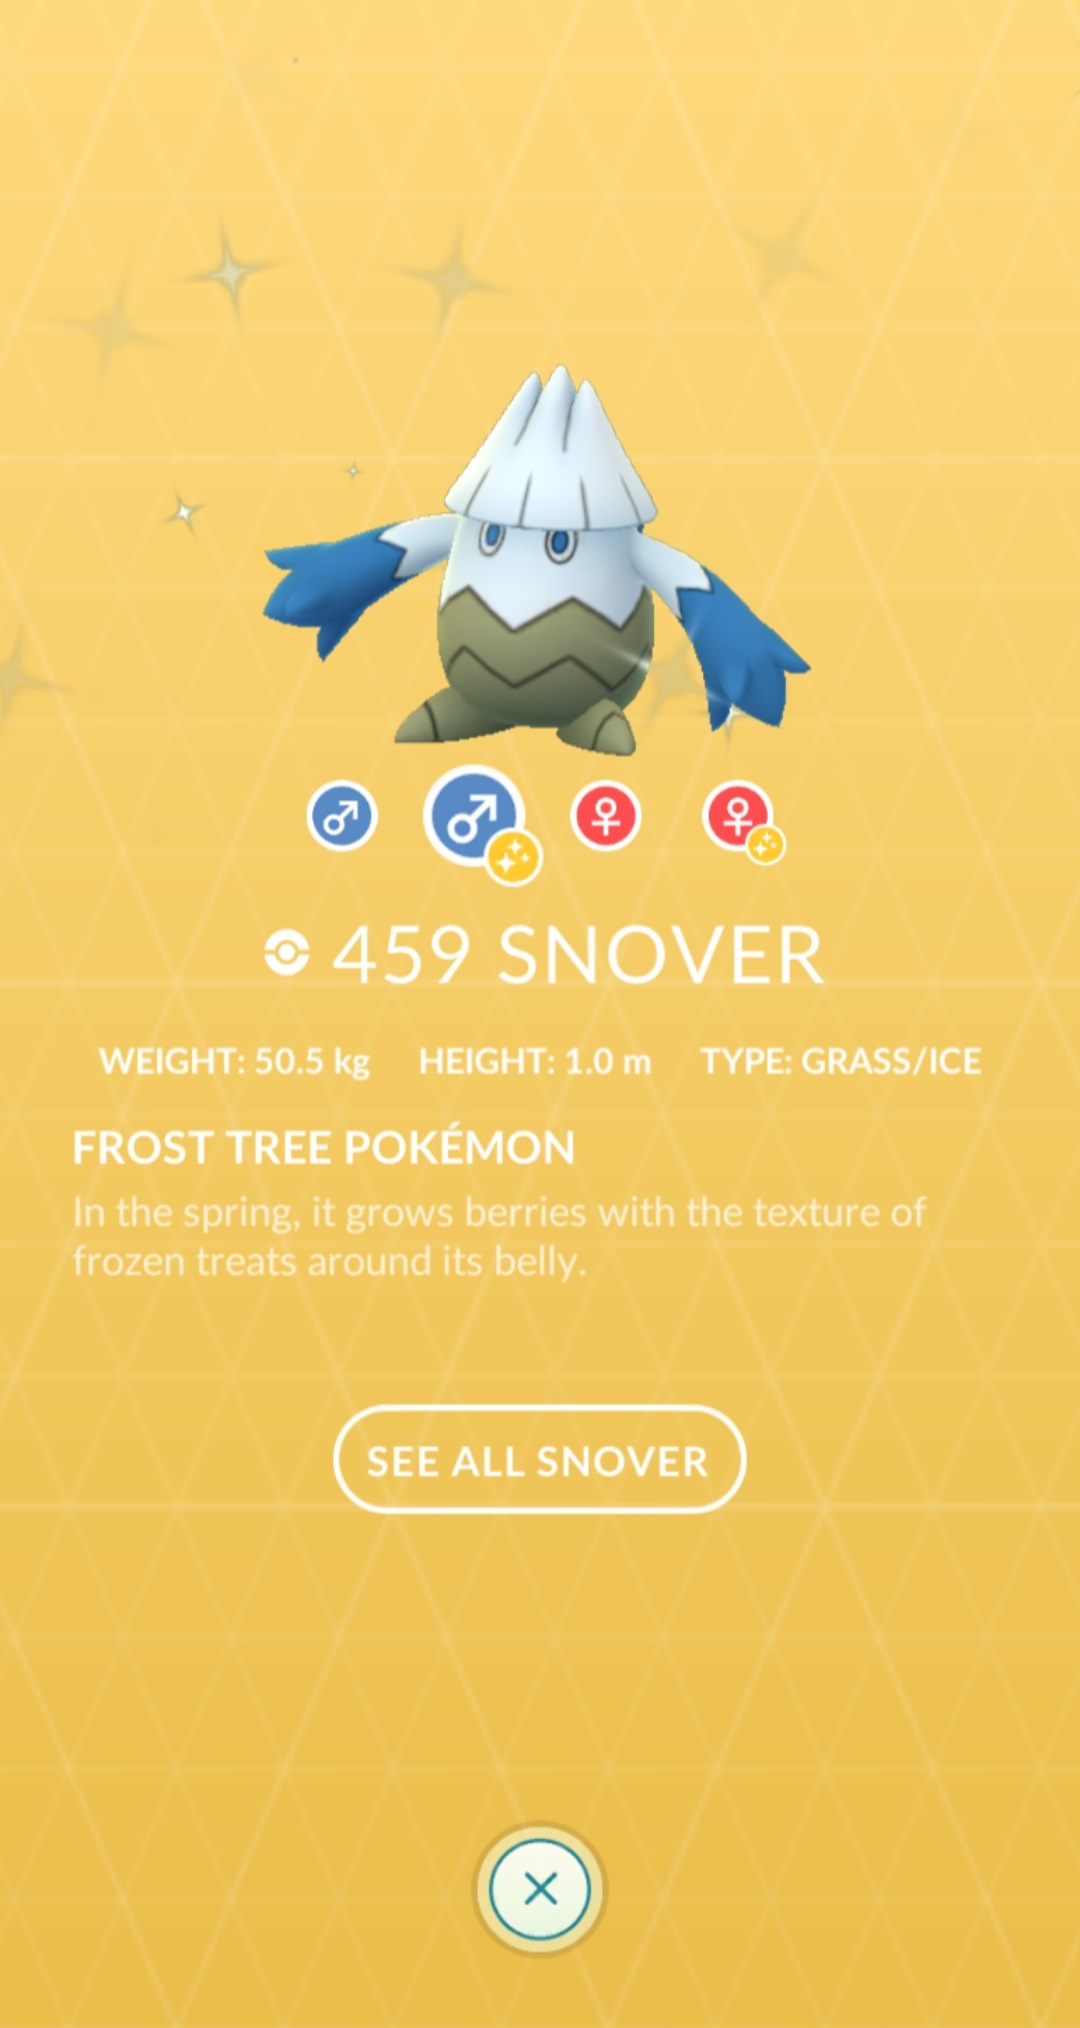 459 SNOVER
WEIGHT: 50.5 kg HEIGHT: 1.0 m TYPE: GRASS/ICE
FROST TREE POKÉMON
In the spring, it grows berries with the texture of
frozen treats around its belly.
SEE ALL SNOVER